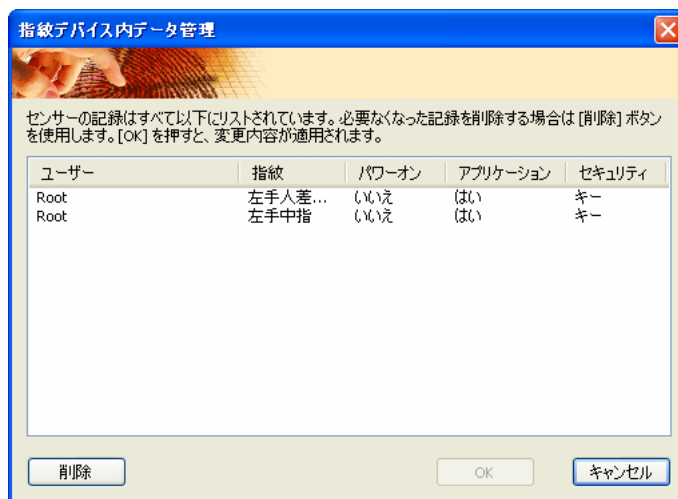 指紋デバイス内データ管理
センサーの記録はすべて以下にリストされています。必要なくなった記録を削除する場合は [削除] ボタン
を使用します。[OK] を押すと、変更内容が適用されます。
ユーザー 指紋 パワーオン アプリケーション セキュリティ
Root 左手人差... いいえ はい キー
Root 左手中指 いいえ はい キー
削除 OK キャンセル